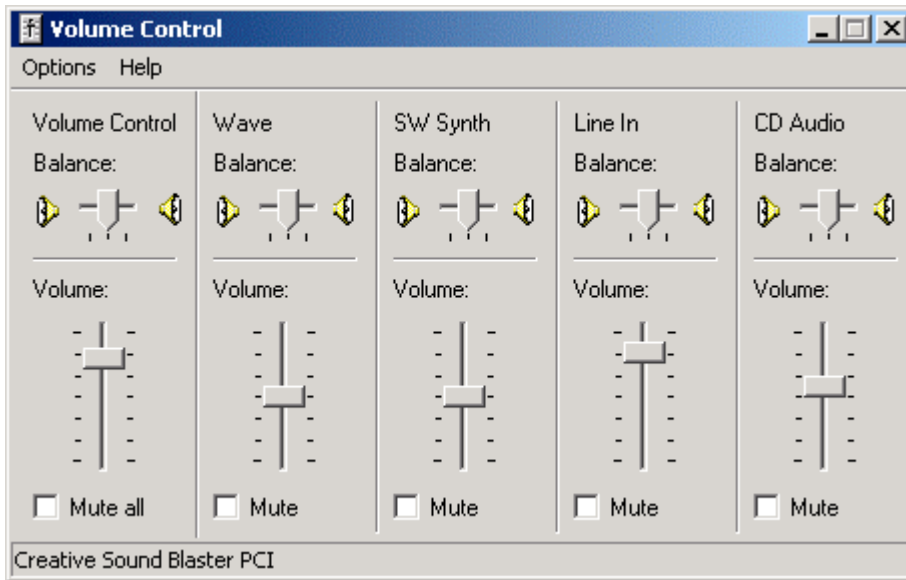 Volume Control
Options Help
Volume Control Wave SW Synth Line In CD Audio
Balance: Balance: Balance: Balance: Balance:
Volume: Volume: Volume: Volume: Volume:
Mute all Mute Mute Mute Mute
Creative Sound Blaster PCI